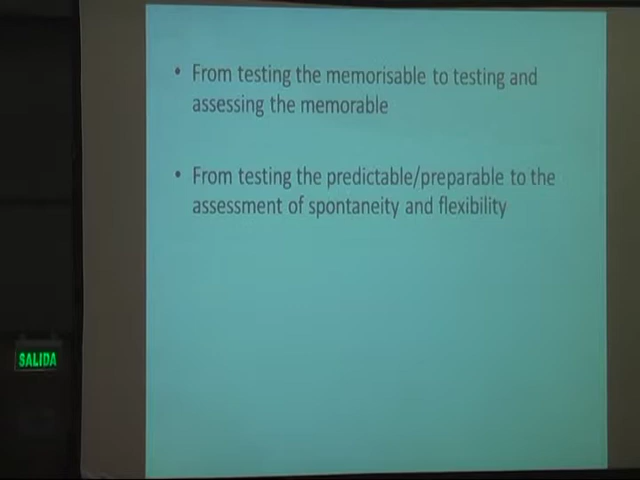 • From testing the memorisable to testing and
assessing the memorable
• From testing the predictable/preparable to the
assessment of spontaneity and flexibility
SALIDA